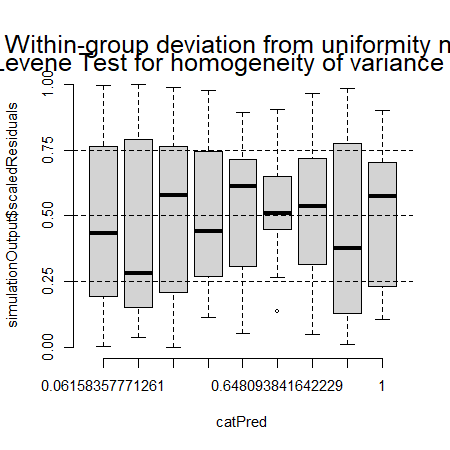 Within-group deviation from uniformity n
Levene Test for homogeneity of variance
1.00
0.75
0.50
0.25
0.00
simulationOutput$scaledResiduals
0.06158357771261
0.648093841642229
1
catPred